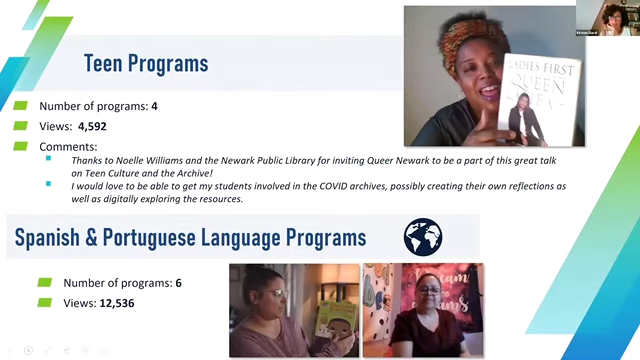 Teen Programs
Number of programs: 4
Views: 4,592
Comments:
Thanks to Noelle Williams and the Newark Public Library for inviting Queer Newark to be a part of this great talk
on Teen Culture and the Archive!
I would love to be able to get my students involved in the COVID archives, possibly creating their own reflections as
well as digitally exploring the resources.
Spanish & Portuguese Language Programs
Number of programs: 6
Views: 12,536
LADIES FIRST
QUEEN